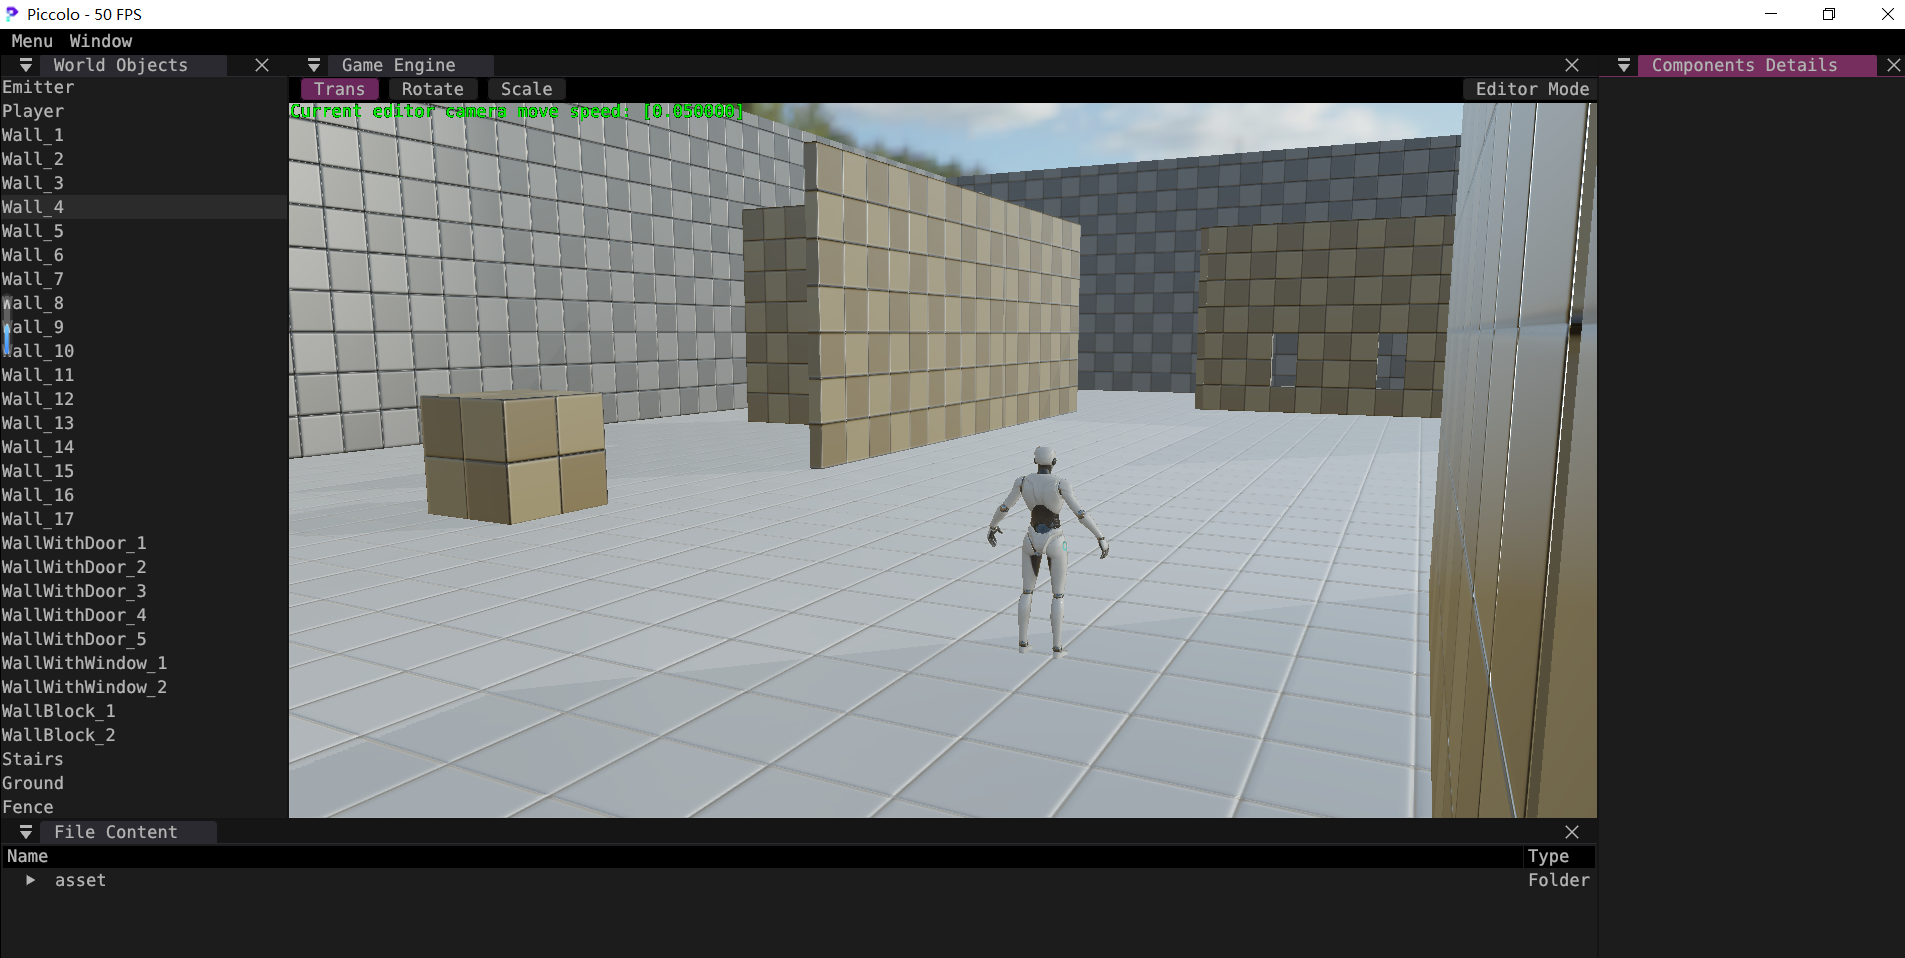 Piccolo - 50 FPS
Menu Window
World Objects
Game Engine
Components Details
Trans Rotate Scale
Editor Mode
Current editor camera move speed: [0.050000]
Emitter
Player
Wall_1
Wall_2
Wall_3
Wall_4
Wall_5
Wall_6
Wall_7
Wall_8
Wall_9
Wall_10
Wall_11
Wall_12
Wall_13
Wall_14
Wall_15
Wall_16
Wall_17
WallWithDoor_1
WallWithDoor_2
WallWithDoor_3
WallWithDoor_4
WallWithDoor_5
WallWithWindow_1
WallWithWindow_2
WallBlock_1
WallBlock_2
Stairs
Ground
Fence
File Content
Name Type
asset Folder